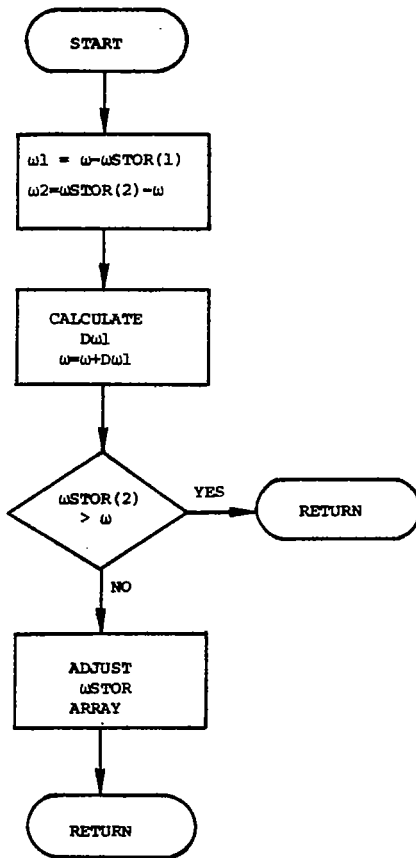 START
ω1 = ω-ωSTOR(1)
ω2=ωSTOR(2)-ω
CALCULATE
Dω1
ω=ω+Dω1
ωSTOR(2)
> ω
YES
RETURN
NO
ADJUST
ωSTOR
ARRAY
RETURN